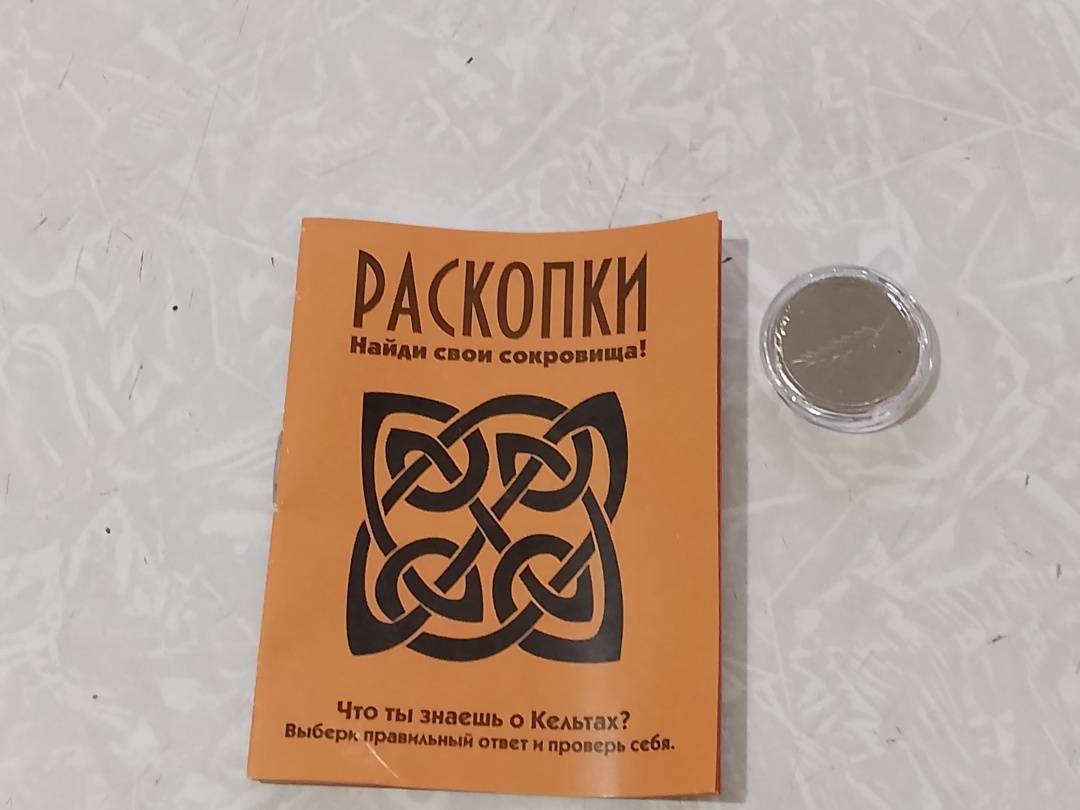 РАСКОПКИ
Найди свои сокровища!
Что ты знаешь о Кельтах?
Выбери правильный ответ и проверь себя.